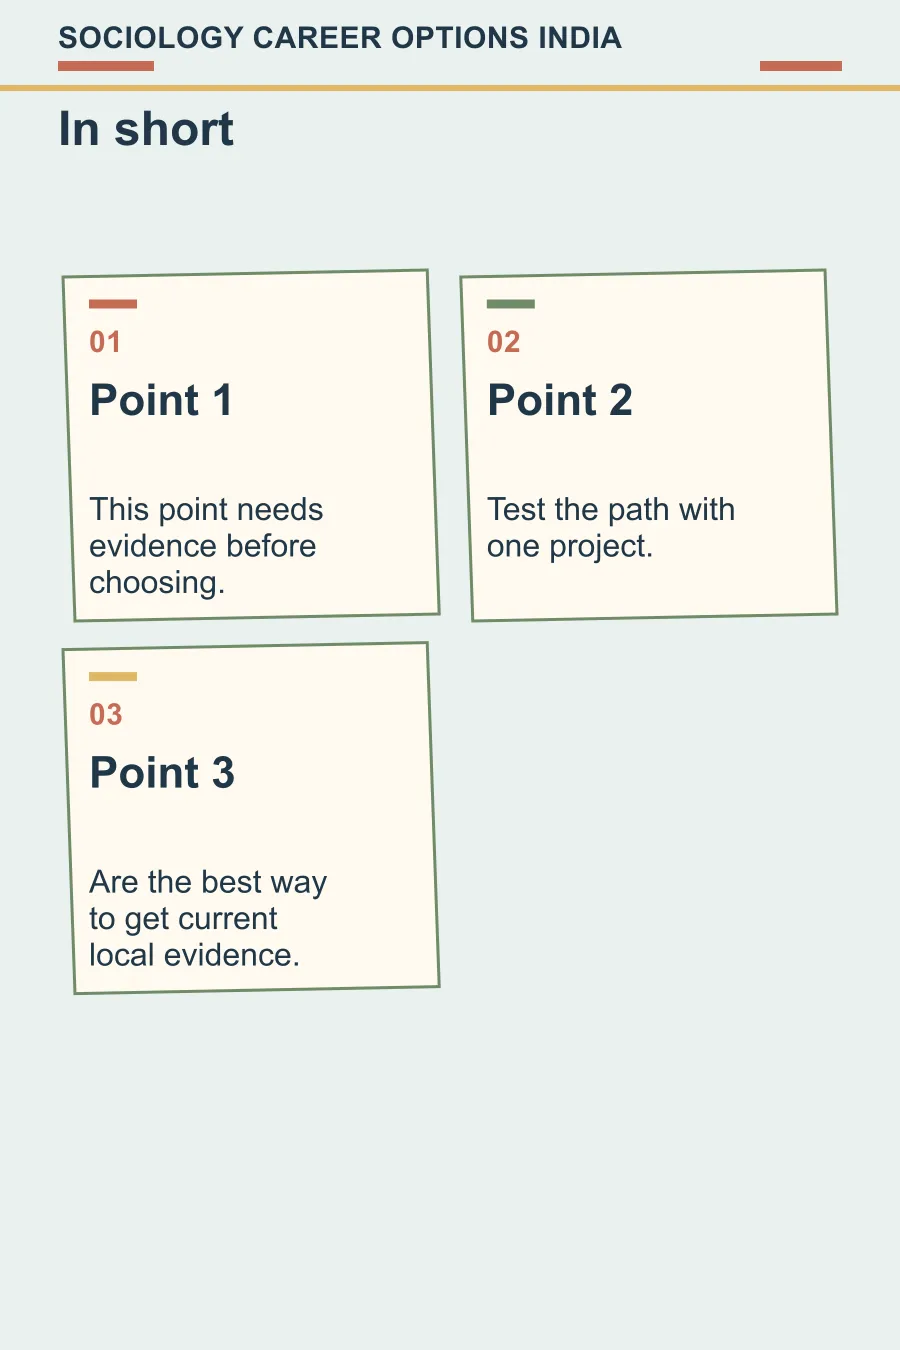 SOCIOLOGY CAREER OPTIONS INDIA
In short
01
Point 1
This point needs
evidence before
choosing.
02
Point 2
Test the path with
one project.
03
Point 3
Are the best way
to get current
local evidence.